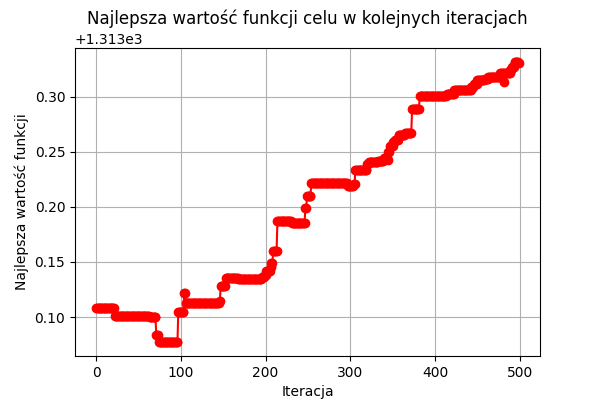 Najlepsza wartość funkcji celu w kolejnych iteracjach
+1.313e3
0.30
0.25
0.20
0.15
0.10
Najlepsza wartość funkcji
0 100 200 300 400 500
Iteracja